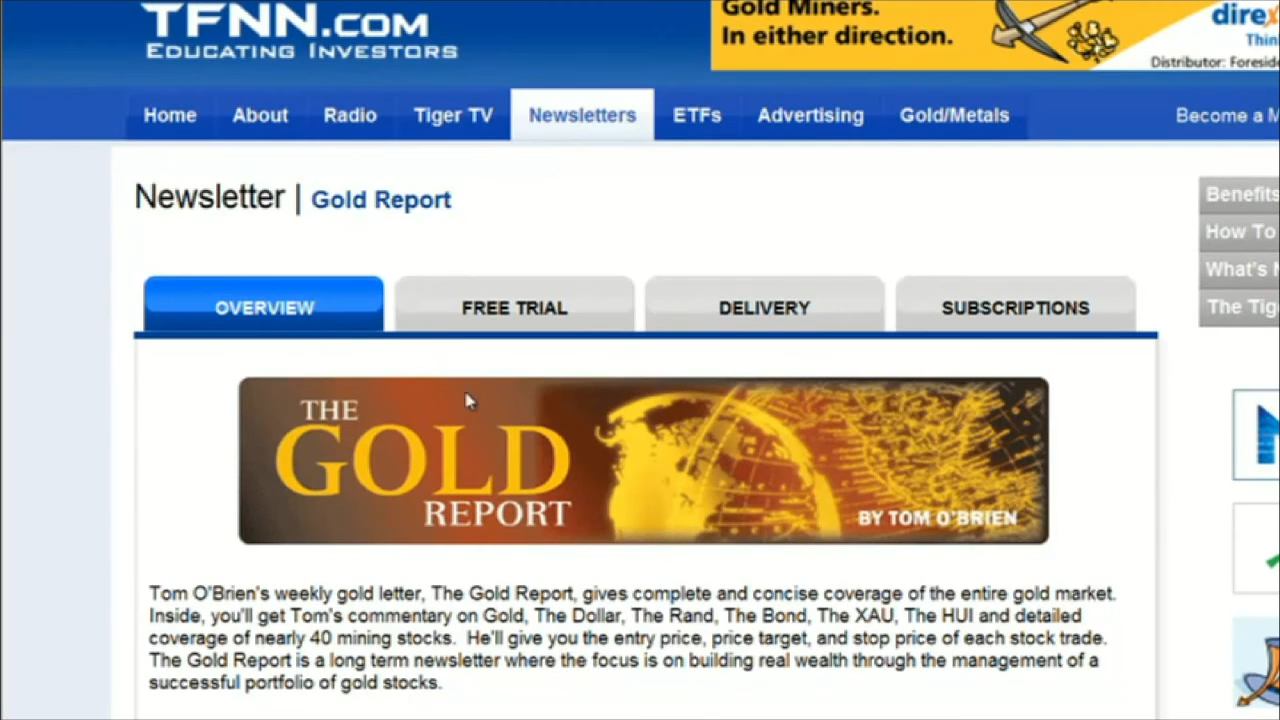 TFNN.COM
EDUCATING INVESTORS
Gold Miners.
In either direction.
Distributor:
Home About Radio Tiger TV Newsletters ETFs Advertising Gold/Metals Become a
Newsletter | Gold Report
Benefits
How To
What's
The
OVERVIEW FREE TRIAL DELIVERY SUBSCRIPTIONS
THE
GOLD
REPORT
BY TOM O'BRIEN
Tom O'Brien's weekly gold letter, The Gold Report, gives complete and concise coverage of the entire gold market.
Inside, you'll get Tom's commentary on Gold, The Dollar, The Rand, The Bond, The XAU, The HUI and detailed
coverage of nearly 40 mining stocks. He'll give you the entry price, price target, and stop price of each stock trade.
The Gold Report is a long term newsletter where the focus is on building real wealth through the management of a
successful portfolio of gold stocks.